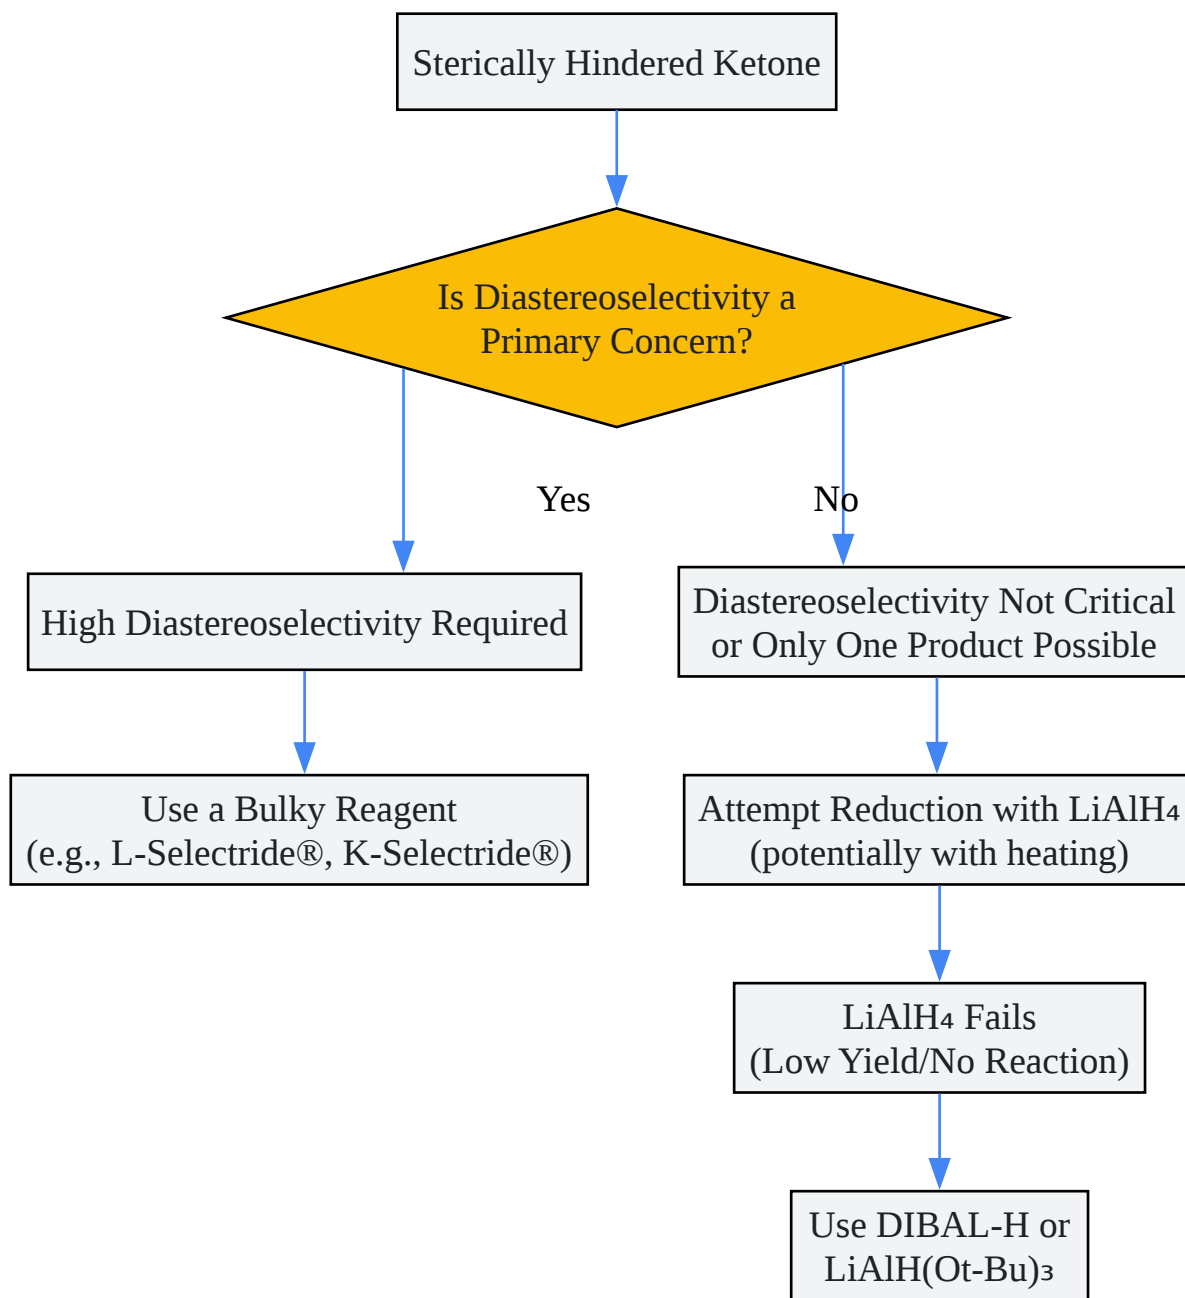 Sterically Hindered Ketone
Is Diastereoselectivity a
Primary Concern?
Yes
No
High Diastereoselectivity Required
Diastereoselectivity Not Critical
or Only One Product Possible
Use a Bulky Reagent
(e.g., L-Selectride®, K-Selectride®)
Attempt Reduction with LiAlH₄
(potentially with heating)
LiAlH₄ Fails
(Low Yield/No Reaction)
Use DIBAL-H or
LiAlH(Ot-Bu)₃